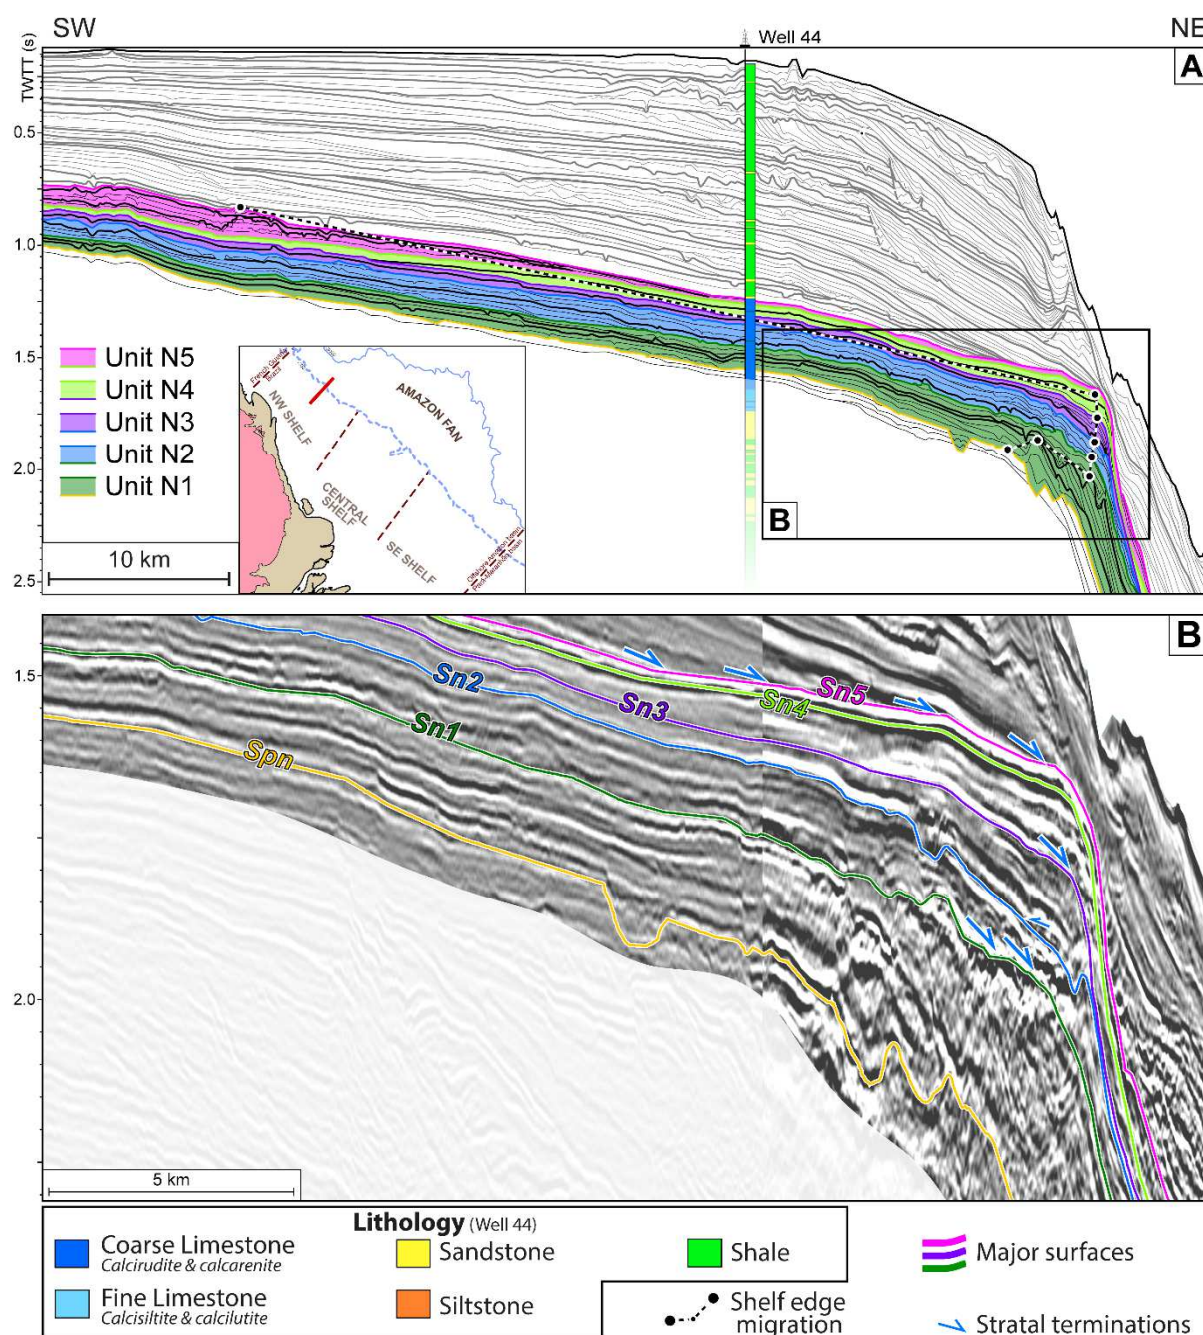 SW
Well 44
NE
A
TWTT (s)
0.5
1.0
1.5
2.0
2.5
Unit N5
Unit N4
Unit N3
Unit N2
Unit N1
10 km
French Guiana
Brazil
NW SHELF
AMAZON FAN
CENTRAL
SHELF
SE SHELF
B
B
1.5
2.0
Sn5
Sn4
Sn3
Sn2
Sn1
Spn
5 km
Lithology (Well 44)
Coarse Limestone
Calcirudite & calcarenite
Sandstone
Shale
Major surfaces
Fine Limestone
Calcisiltite & calcilutite
Siltstone
Shelf edge
migration
Stratal terminations